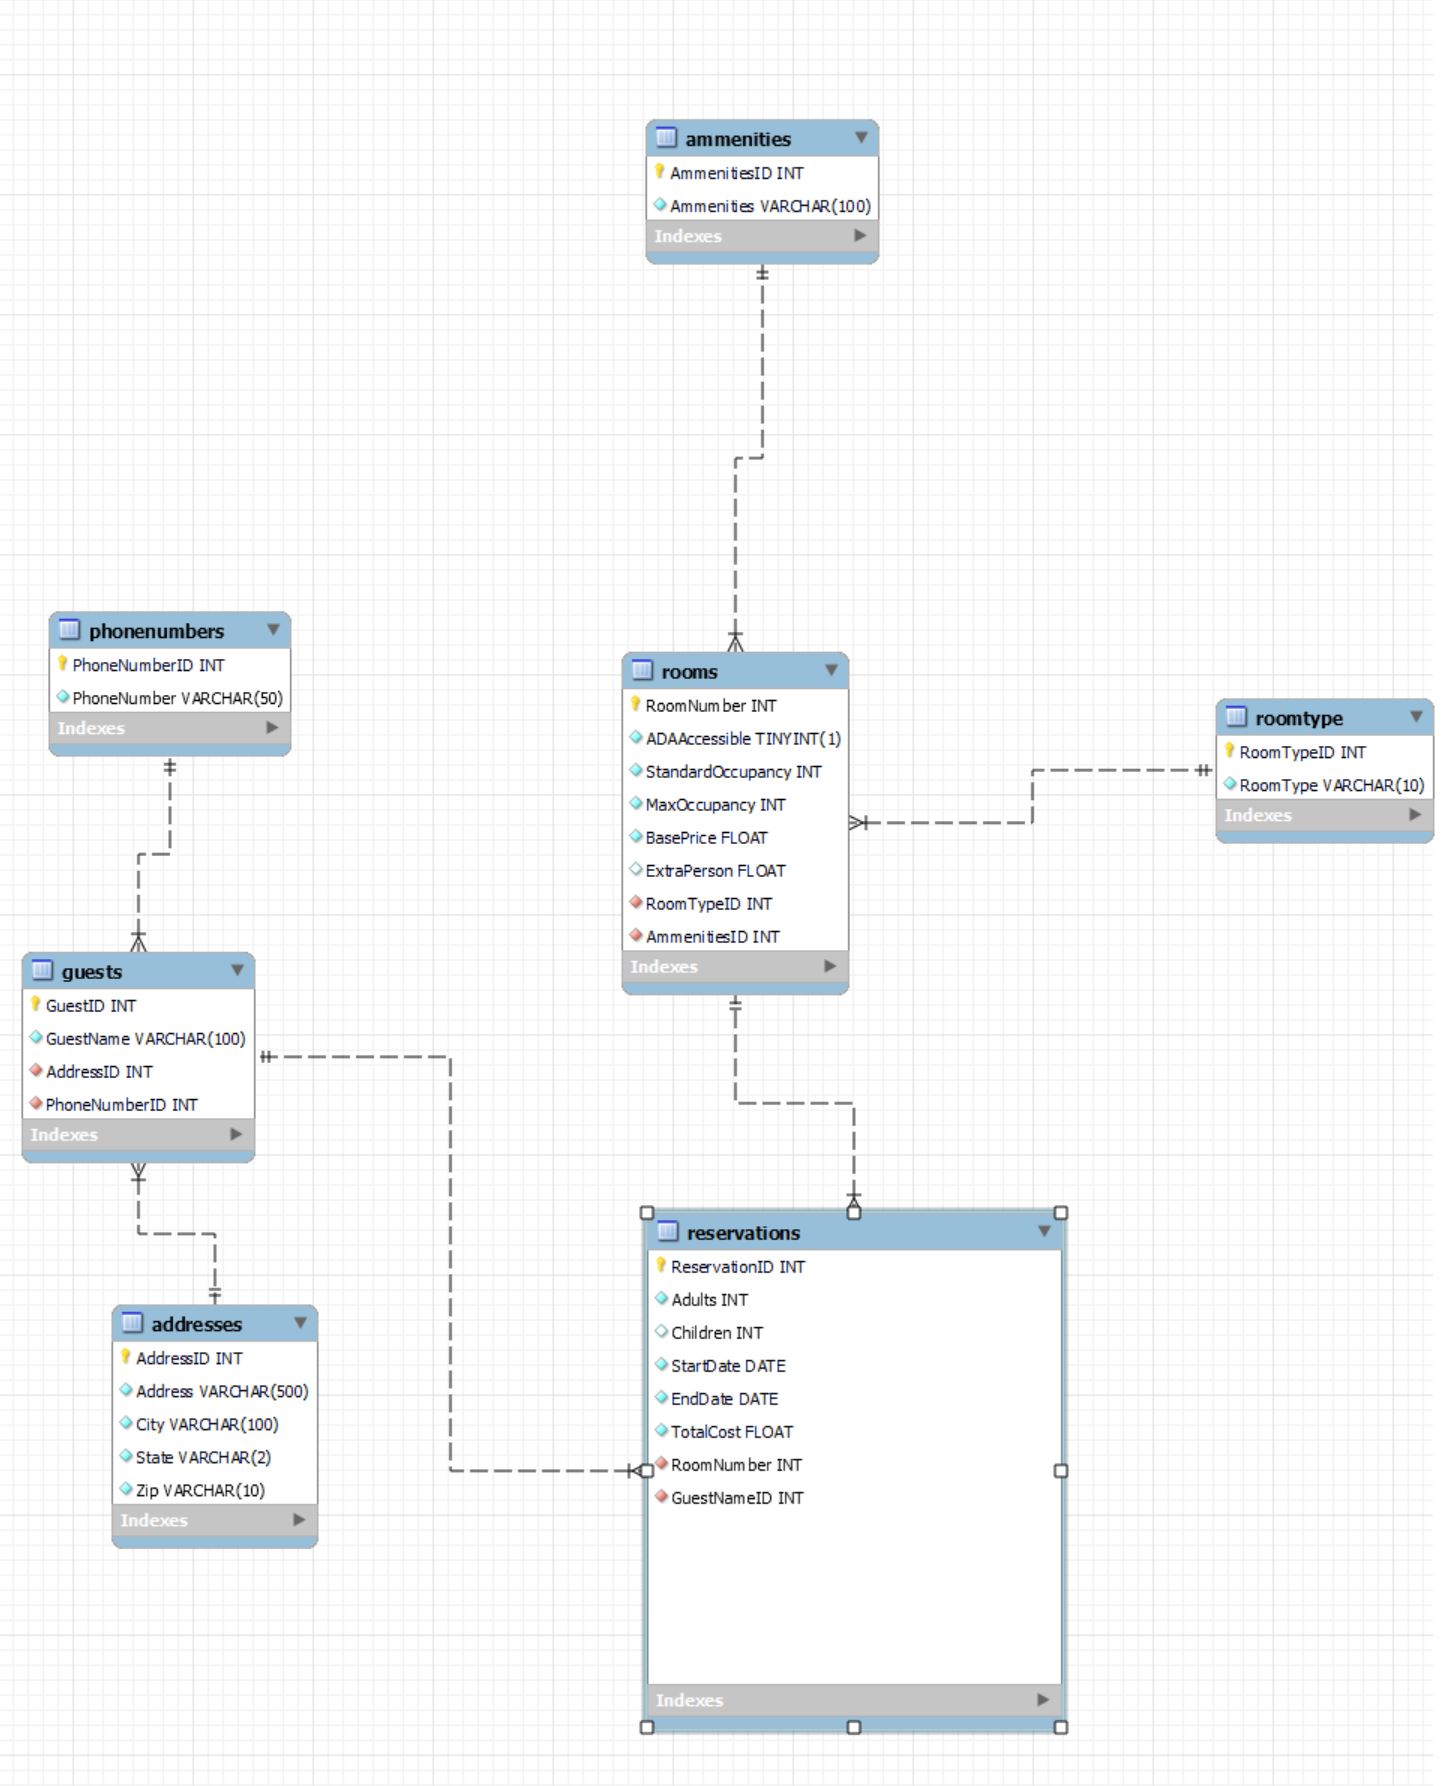 ammenities
AmmenitiesID INT
Ammenities VARCHAR(100)
Indexes
phonenumbers
PhoneNumberID INT
PhoneNumber VARCHAR(50)
Indexes
rooms
RoomNumber INT
ADAAccessible TINYINT(1)
StandardOccupancy INT
MaxOccupancy INT
BasePrice FLOAT
ExtraPerson FLOAT
RoomTypeID INT
AmmenitiesID INT
Indexes
roomtype
RoomTypeID INT
RoomType VARCHAR(10)
Indexes
guests
GuestID INT
GuestName VARCHAR(100)
AddressID INT
PhoneNumberID INT
Indexes
addresses
AddressID INT
Address VARCHAR(500)
City VARCHAR(100)
State VARCHAR(2)
Zip VARCHAR(10)
Indexes
reservations
ReservationID INT
Adults INT
Children INT
StartDate DATE
EndDate DATE
TotalCost FLOAT
RoomNumber INT
GuestNameID INT
Indexes